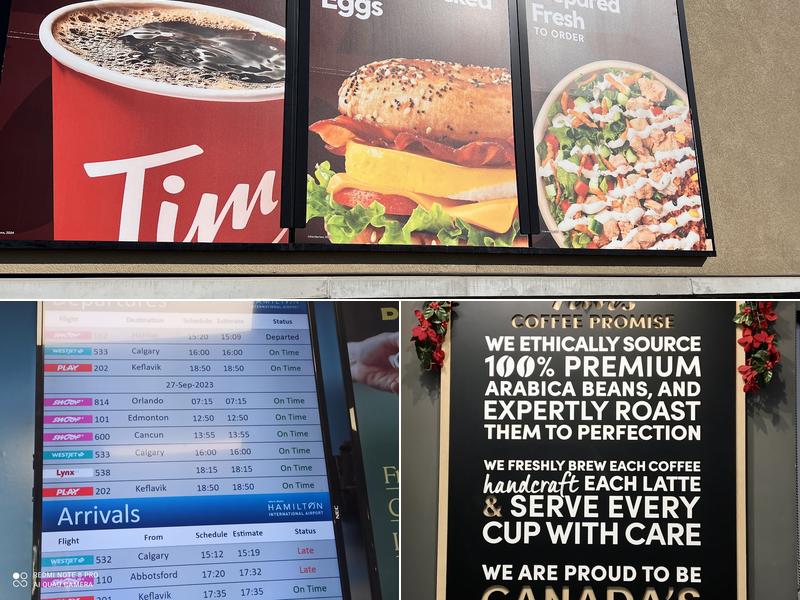 Tim
Eggs
Fresh
TO ORDER
Departures
HAMILTON
Flight Destination Schedule Estimate Status
15:20 15:09 Departed
WESTJET 533 Calgary 16:00 16:00 On Time
PLAY 202 Keflavik 18:50 18:50 On Time
27-Sep-2023
SWOOP 814 Orlando 07:15 07:15 On Time
SWOOP 101 Edmonton 12:50 12:50 On Time
SWOOP 600 Cancun 13:55 13:55 On Time
WESTJET 533 Calgary 16:00 16:00 On Time
Lynx 538 18:15 18:15 On Time
PLAY 202 Keflavik 18:50 18:50 On Time
Arrivals
HAMILTON
INTERNATIONAL AIRPORT
Flight From Schedule Estimate Status
WESTJET 532 Calgary 15:12 15:19 Late
110 Abbotsford 17:20 17:32 Late
201 Keflavik 17:35 17:35 On Time
NEC
REDMI NOTE 8 PRO
AI QUAD CAMERA
COFFEE PROMISE
WE ETHICALLY SOURCE
100% PREMIUM
ARABICA BEANS, AND
EXPERTLY ROAST
THEM TO PERFECTION
WE FRESHLY BREW EACH COFFEE
handcraft EACH LATTE
& SERVE EVERY
CUP WITH CARE
WE ARE PROUD TO BE
CANADA'S